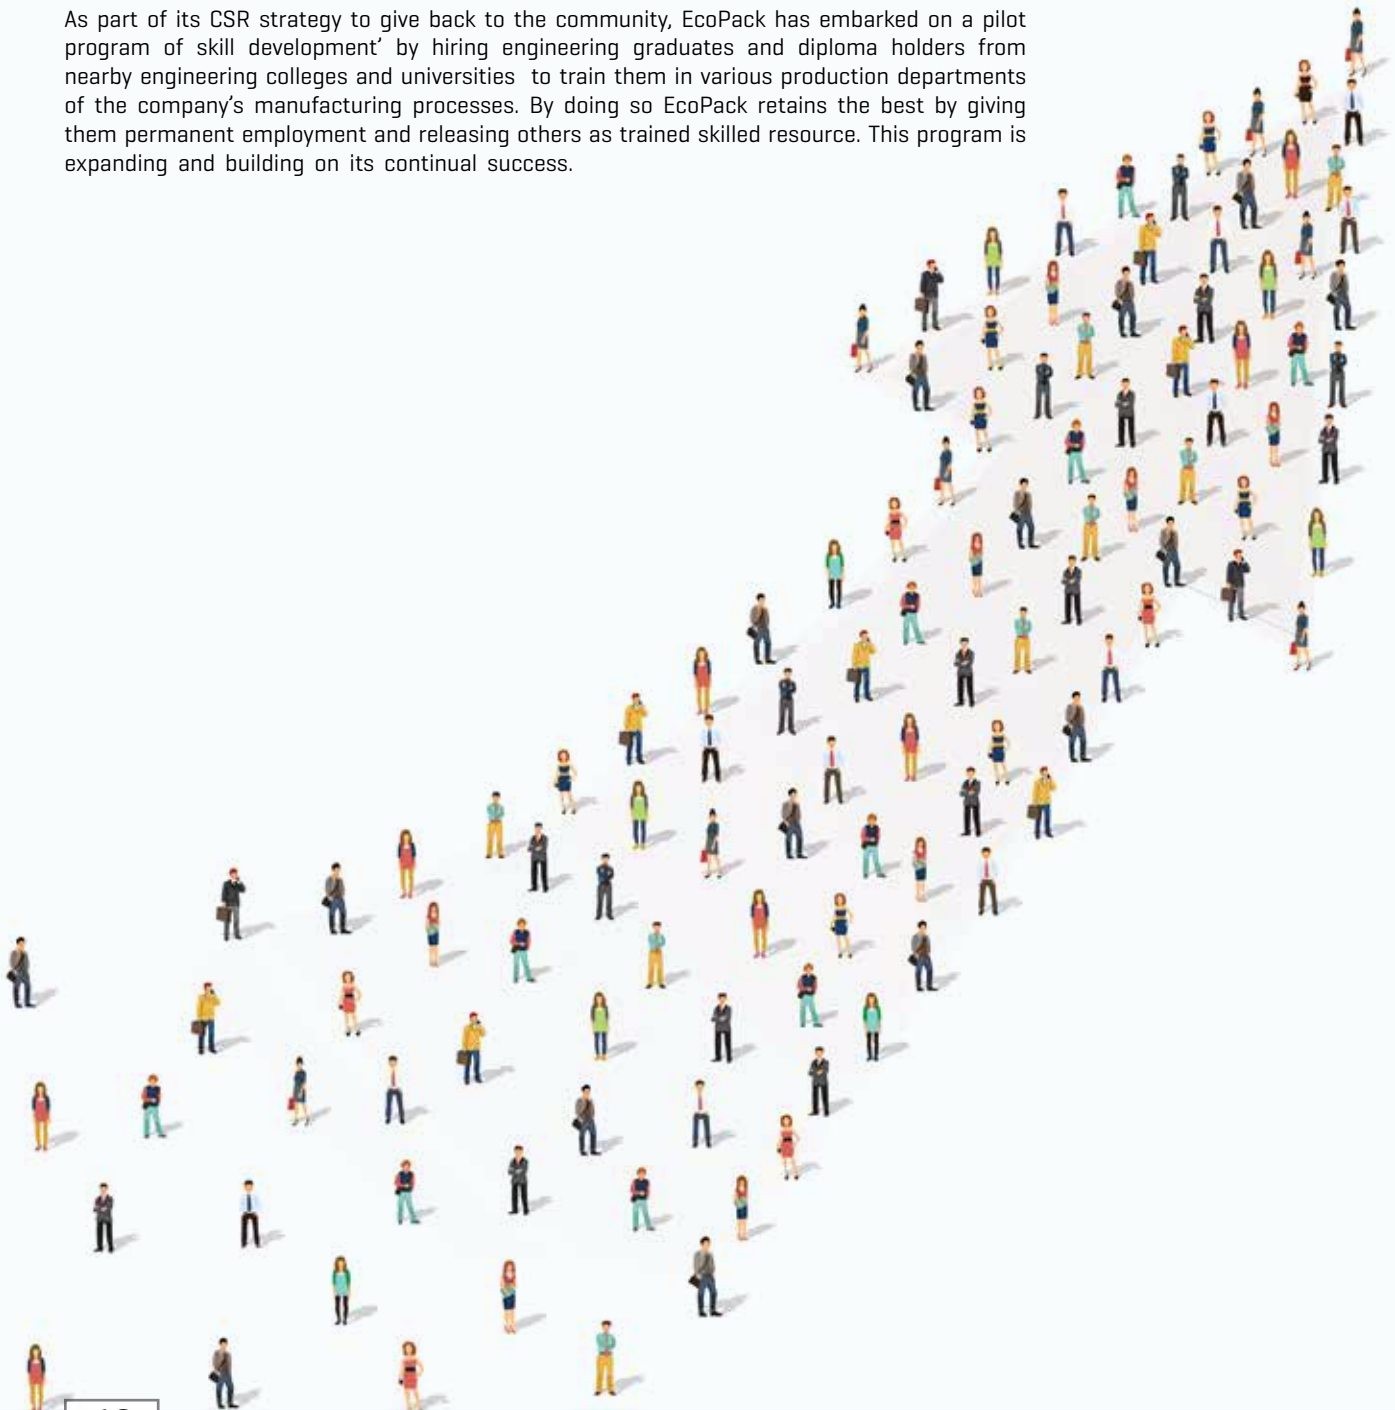 As part of its CSR strategy to give back to the community, EcoPack has embarked on a pilot
program of skill development’ by hiring engineering graduates and diploma holders from
nearby engineering colleges and universities to train them in various production departments
of the company’s manufacturing processes. By doing so EcoPack retains the best by giving
them permanent employment and releasing others as trained skilled resource. This program is
expanding and building on its continual success.